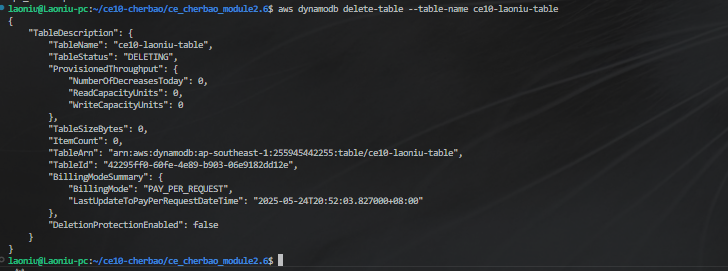 laoniu@Laoniu-pc:~/ce10-cherbao/ce_cherbao_module2.6$ aws dynamodb delete-table --table-name ce10-laoniu-table
{
    "TableDescription": {
        "TableName": "ce10-laoniu-table",
        "TableStatus": "DELETING",
        "ProvisionedThroughput": {
            "NumberOfDecreasesToday": 0,
            "ReadCapacityUnits": 0,
            "WriteCapacityUnits": 0
        },
        "TableSizeBytes": 0,
        "ItemCount": 0,
        "TableArn": "arn:aws:dynamodb:ap-southeast-1:255945442255:table/ce10-laoniu-table",
        "TableId": "42295ff0-60fe-4e89-b903-06e9182dd12e",
        "BillingModeSummary": {
            "BillingMode": "PAY_PER_REQUEST",
            "LastUpdateToPayPerRequestDateTime": "2025-05-24T20:52:03.827000+08:00"
        },
        "DeletionProtectionEnabled": false
    }
}
laoniu@Laoniu-pc:~/ce10-cherbao/ce_cherbao_module2.6$